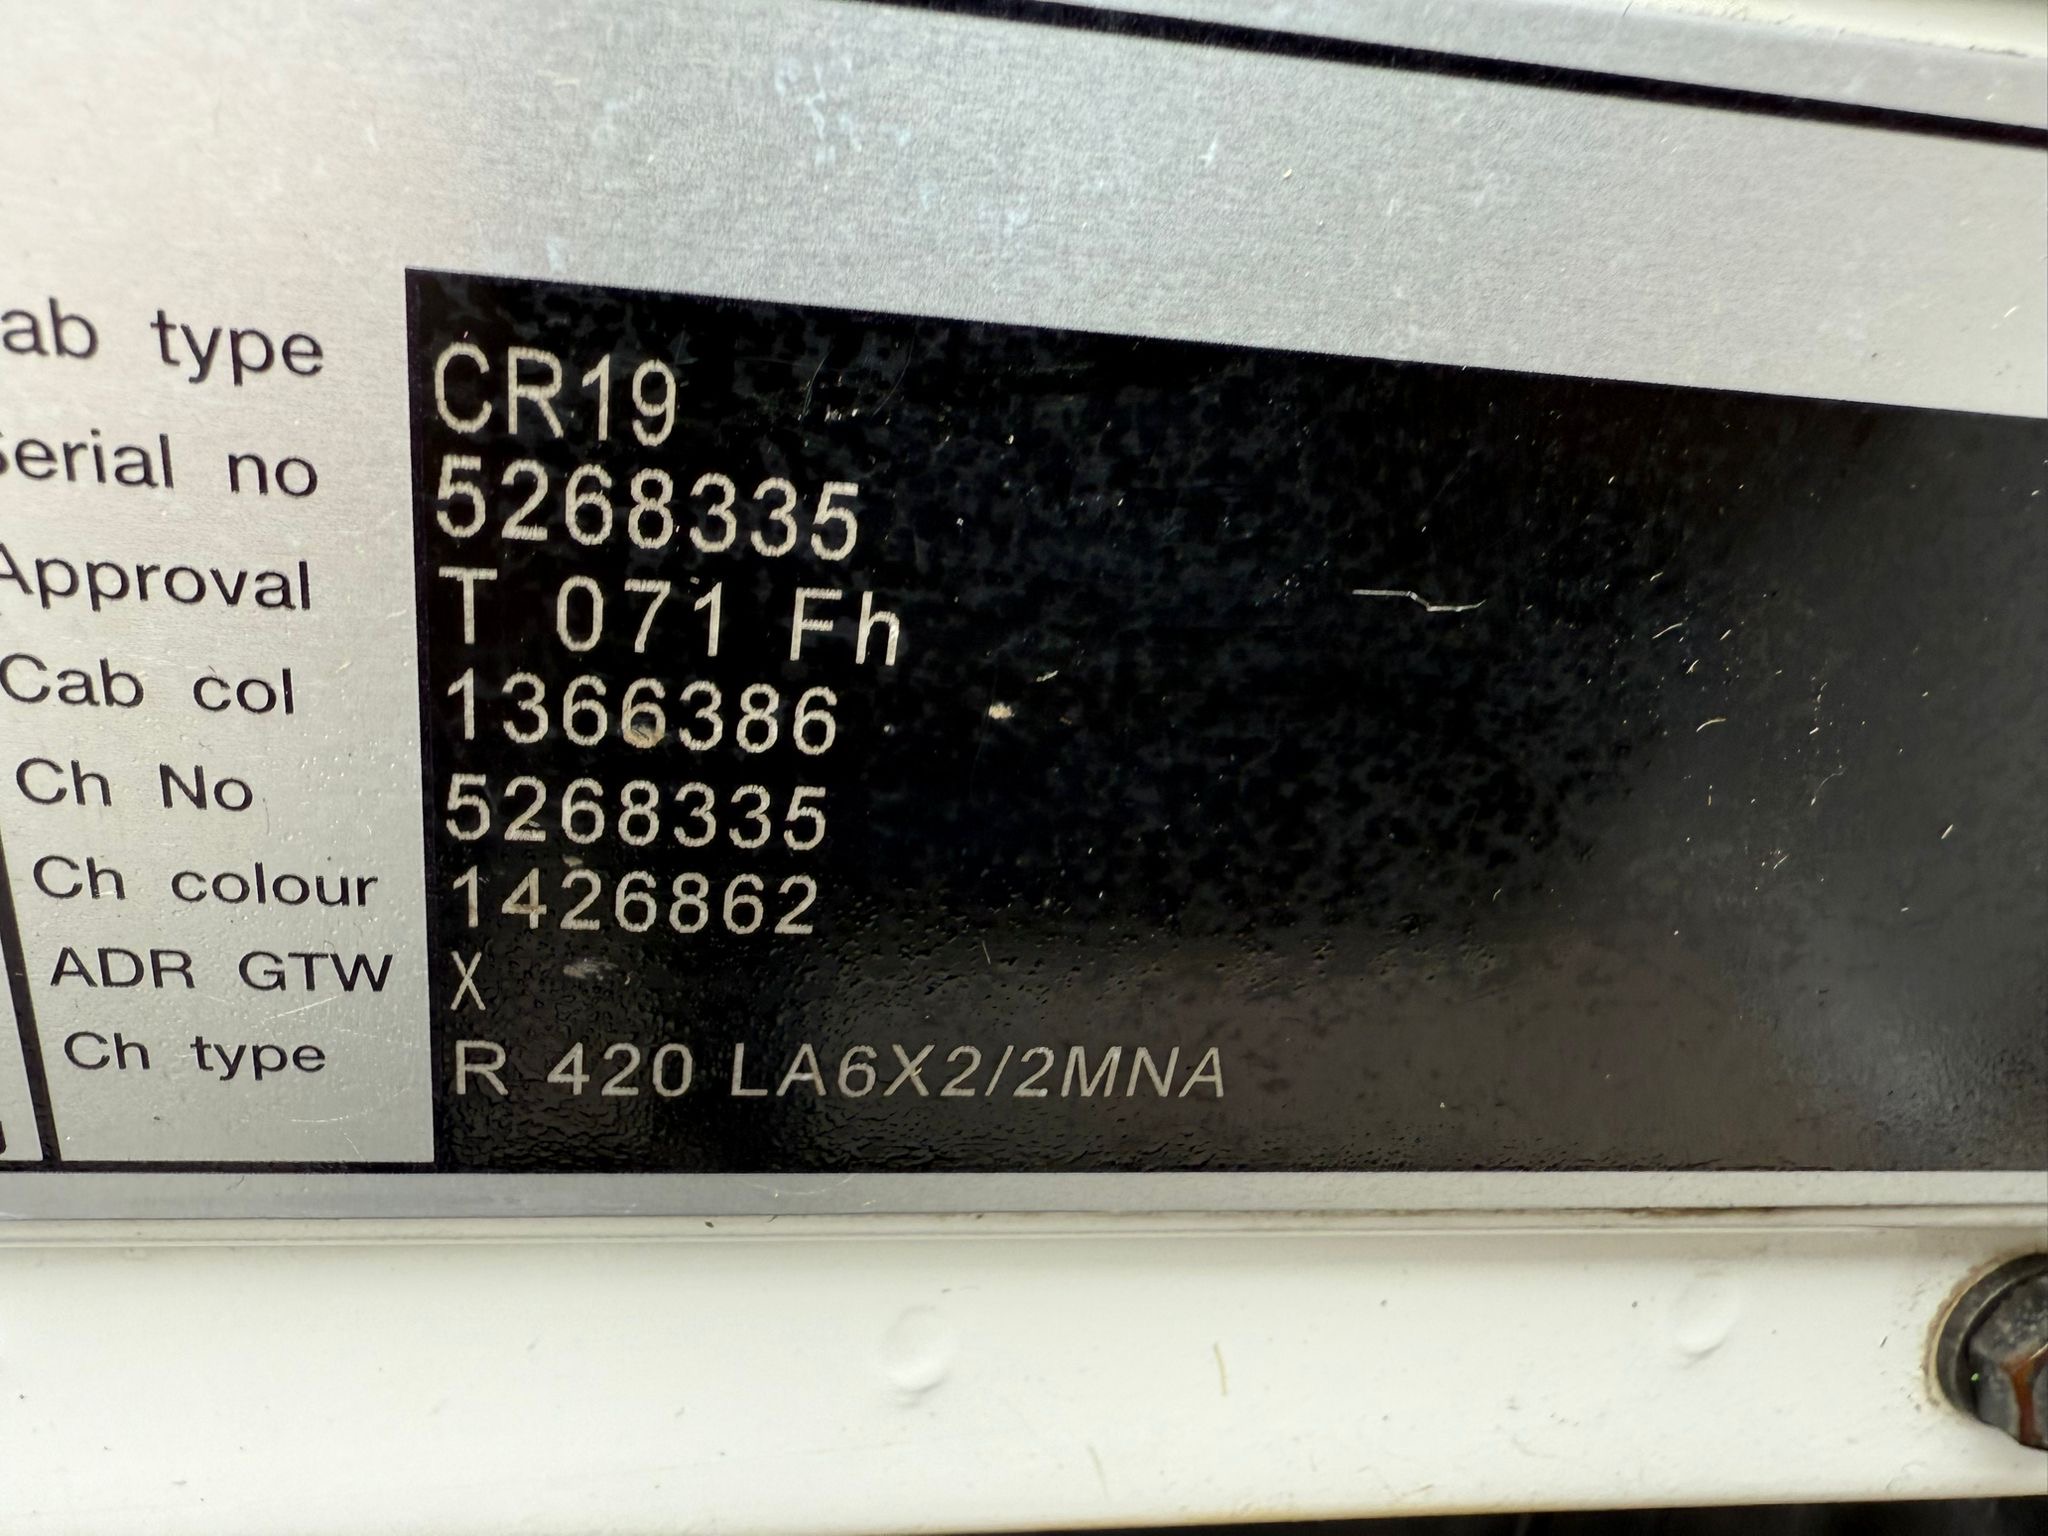 ab type CR19
Serial no 5268335
Approval T 071 Fh
Cab col 1366386
Ch No 5268335
Ch colour 1426862
ADR GTW X
Ch type R 420 LA6X2/2MNA